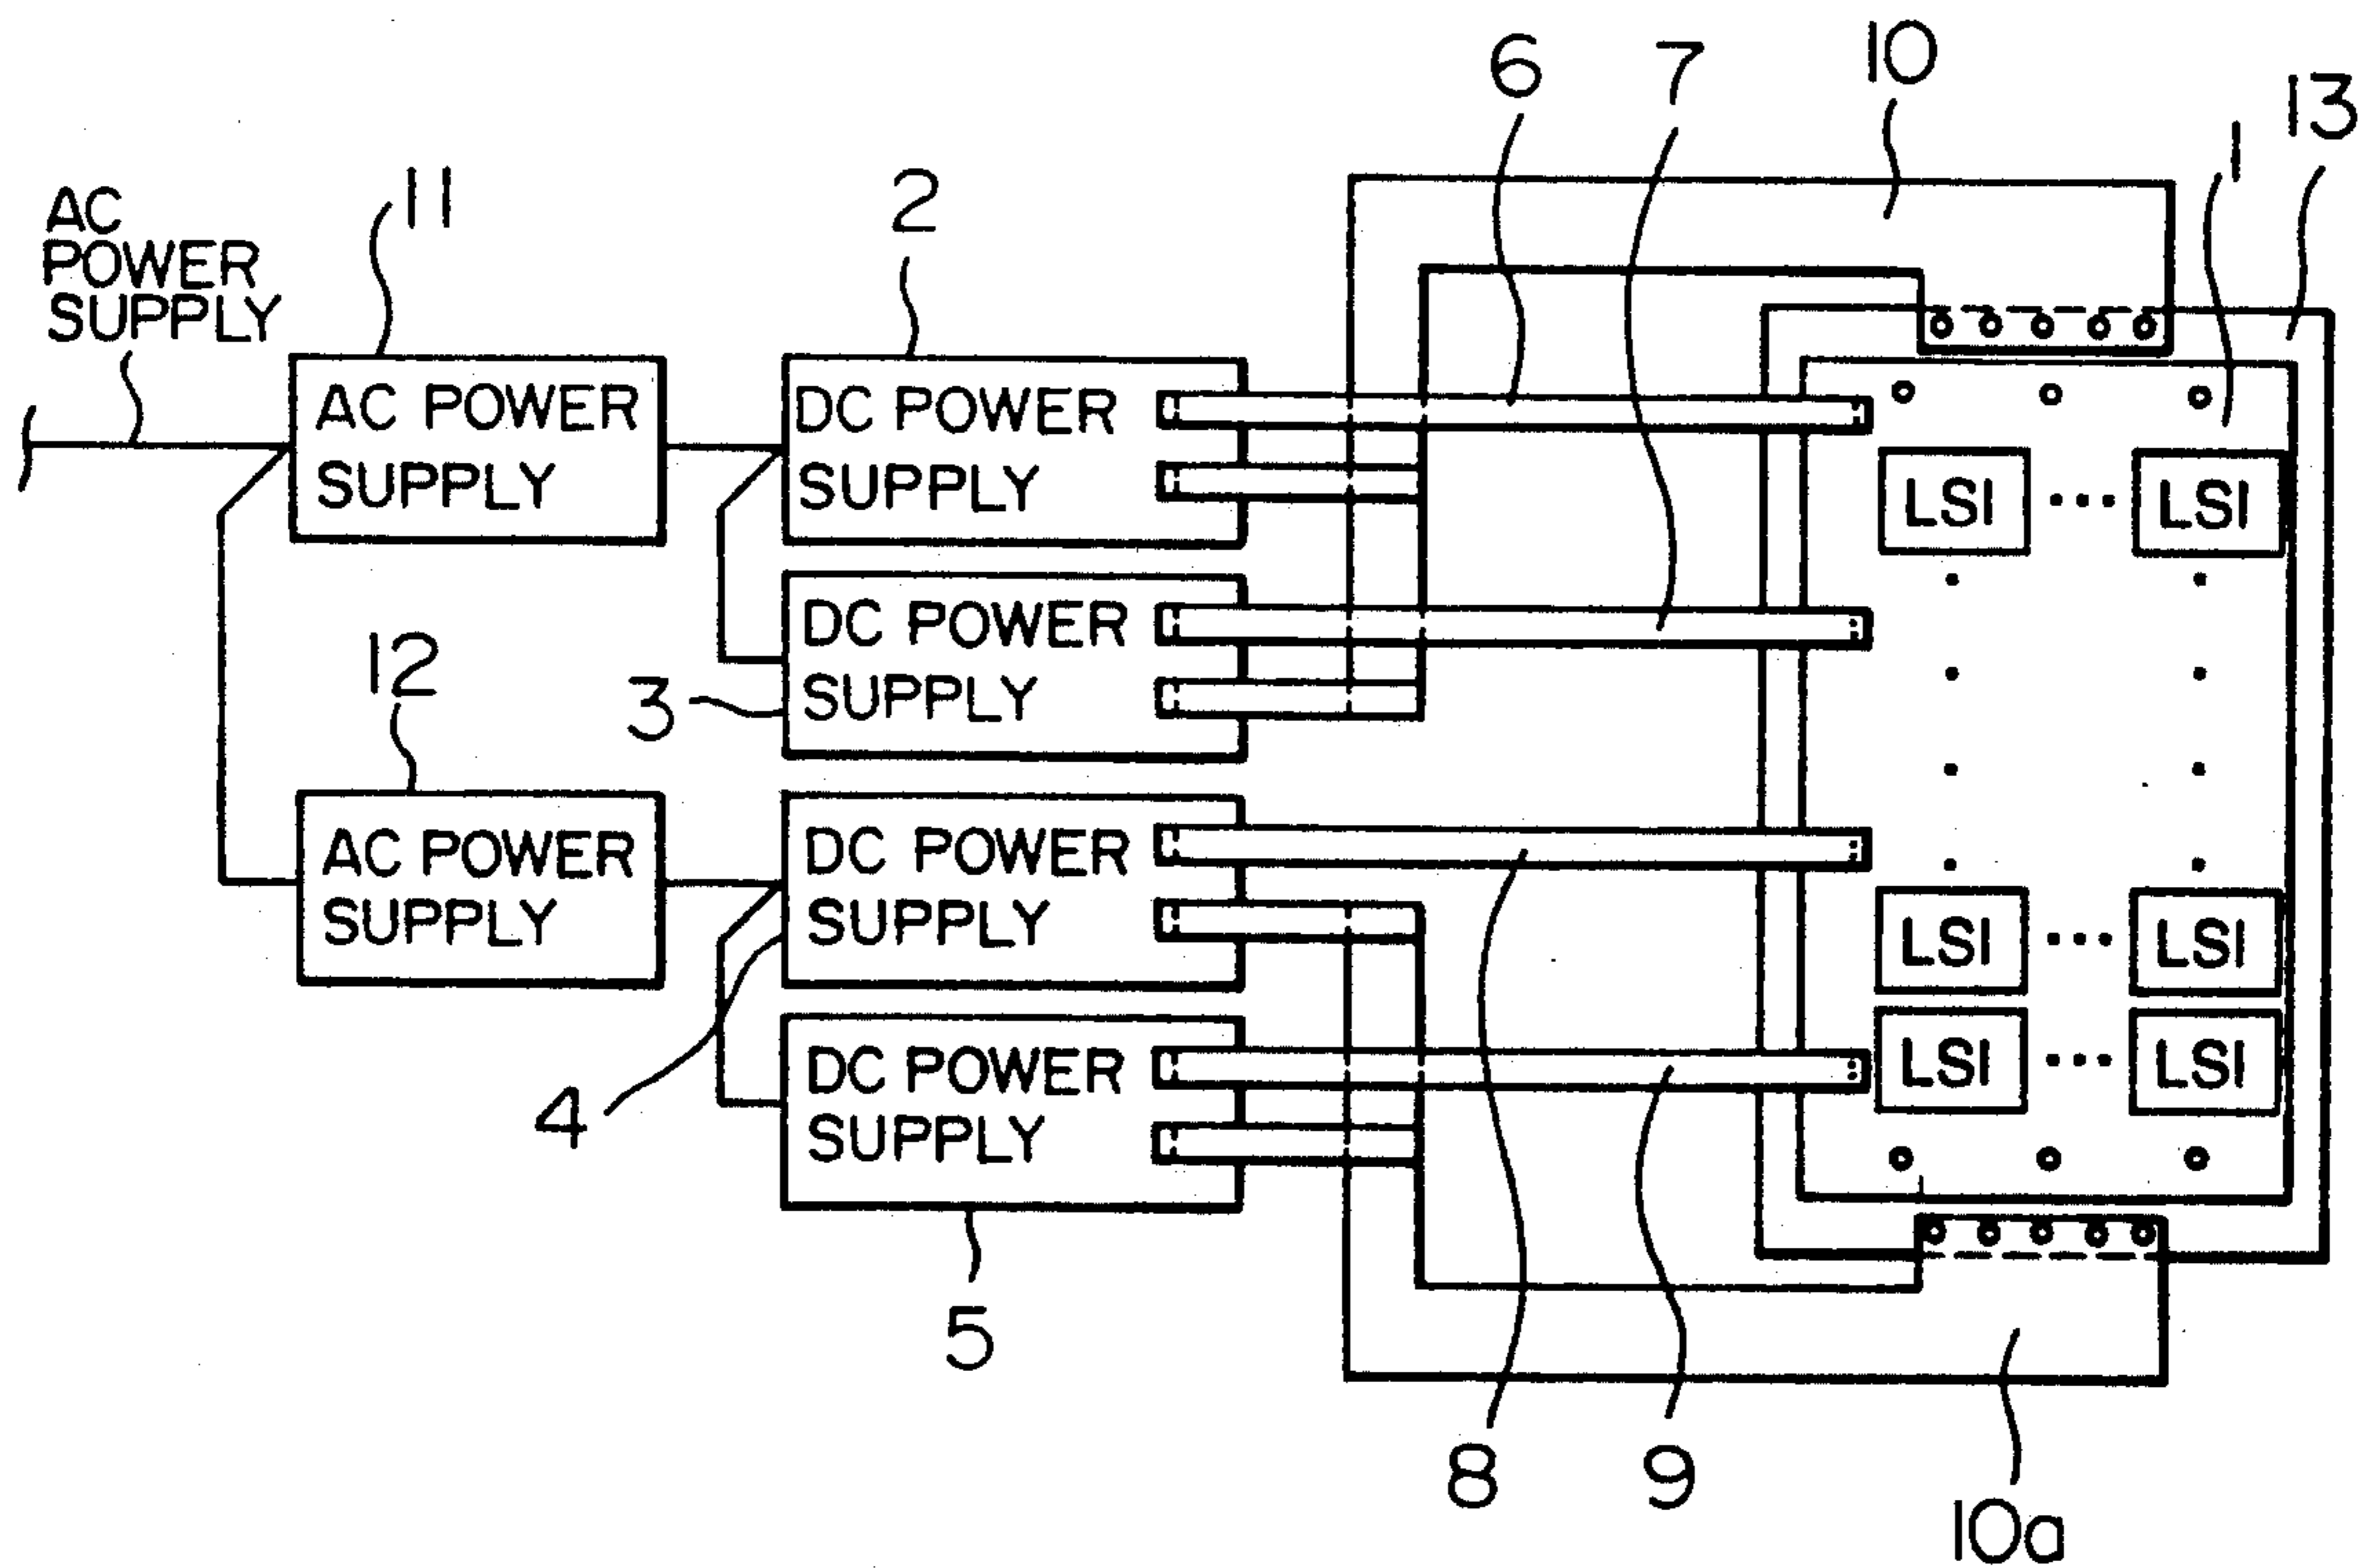 6
7
10
13
1
11
2
AC
POWER
SUPPLY
AC POWER
SUPPLY
DC POWER
SUPPLY
LSI ••• LSI
DC POWER
SUPPLY
12
3
AC POWER
SUPPLY
DC POWER
SUPPLY
LSI ••• LSI
DC POWER
SUPPLY
LSI ••• LSI
4
5
8
9
10a